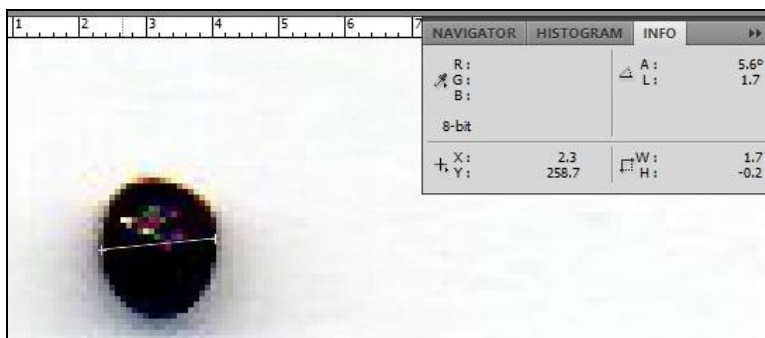 1 2 3 4 5 6 7
NAVIGATOR HISTOGRAM INFO
R:
G:
B:
A: 5.6°
L: 1.7
8-bit
X: 2.3
Y: 258.7
W: 1.7
H: -0.2